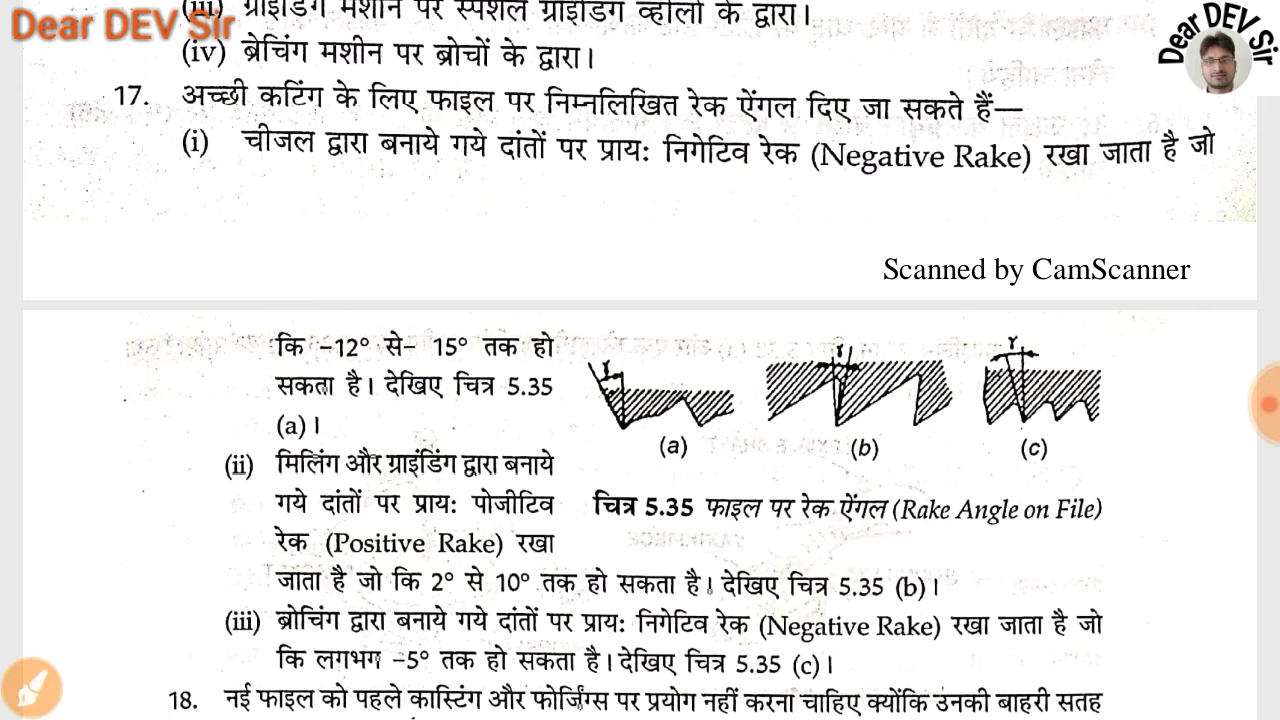 Dear DEV Sir
Dear DEV Sir
(iii) ग्राइंडिंग मशीन पर स्पेशल ग्राइंडिंग व्हीलों के द्वारा।
(iv) ब्रेचिंग मशीन पर ब्रोचों के द्वारा।
17. अच्छी कटिंग के लिए फाइल पर निम्नलिखित रेक ऐंगल दिए जा सकते हैं—
(i) चीजल द्वारा बनाये गये दांतों पर प्रायः निगेटिव रेक (Negative Rake) रखा जाता है जो
Scanned by CamScanner
कि –12° से– 15° तक हो
सकता है। देखिए चित्र 5.35
(a)।
(ii) मिलिंग और ग्राइंडिंग द्वारा बनाये
गये दांतों पर प्रायः पोजीटिव
रेक (Positive Rake) रखा
जाता है जो कि 2° से 10° तक हो सकता है। देखिए चित्र 5.35 (b)।
r r r
(a) (b) (c)
चित्र 5.35 फाइल पर रेक ऐंगल (Rake Angle on File)
(iii) ब्रोचिंग द्वारा बनाये गये दांतों पर प्रायः निगेटिव रेक (Negative Rake) रखा जाता है जो
कि लगभग –5° तक हो सकता है। देखिए चित्र 5.35 (c)।
18. नई फाइल को पहले कास्टिंग और फोर्जिंग्स पर प्रयोग नहीं करना चाहिए क्योंकि उनकी बाहरी सतह